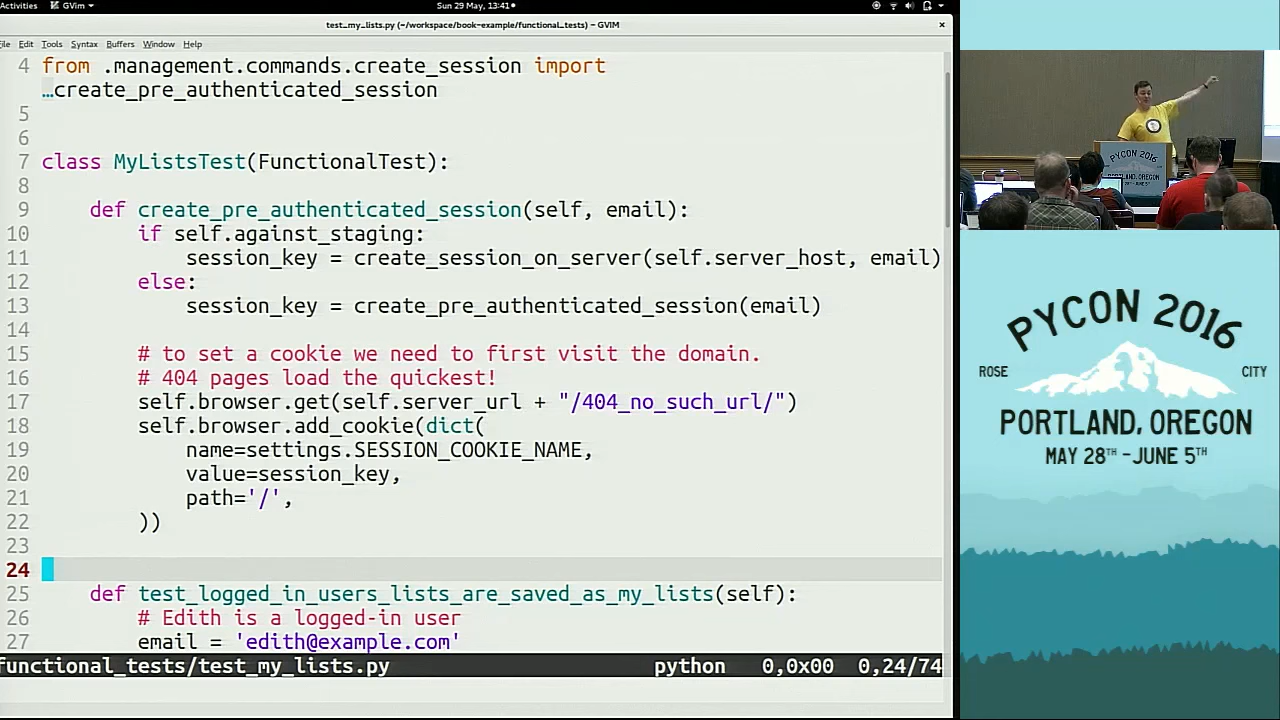 Activities GVim Sun 29 May, 13:41
test_my_lists.py (~/workspace/book-example/functional_tests) - GVIM
File Edit Tools Syntax Buffers Window Help
4 from .management.commands.create_session import
…create_pre_authenticated_session
5
6
7 class MyListsTest(FunctionalTest):
8
9 def create_pre_authenticated_session(self, email):
10 if self.against_staging:
11 session_key = create_session_on_server(self.server_host, email)
12 else:
13 session_key = create_pre_authenticated_session(email)
14
15 # to set a cookie we need to first visit the domain.
16 # 404 pages load the quickest!
17 self.browser.get(self.server_url + "/404_no_such_url/")
18 self.browser.add_cookie(dict(
19 name=settings.SESSION_COOKIE_NAME,
20 value=session_key,
21 path='/',
22 ))
23
24
25 def test_logged_in_users_lists_are_saved_as_my_lists(self):
26 # Edith is a logged-in user
27 email = 'edith@example.com'
functional_tests/test_my_lists.py python 0,0x00 0,24/74
PYCON 2016
PORTLAND, OREGON
PYCON 2016
ROSE CITY
PORTLAND, OREGON
MAY 28TH -JUNE 5TH